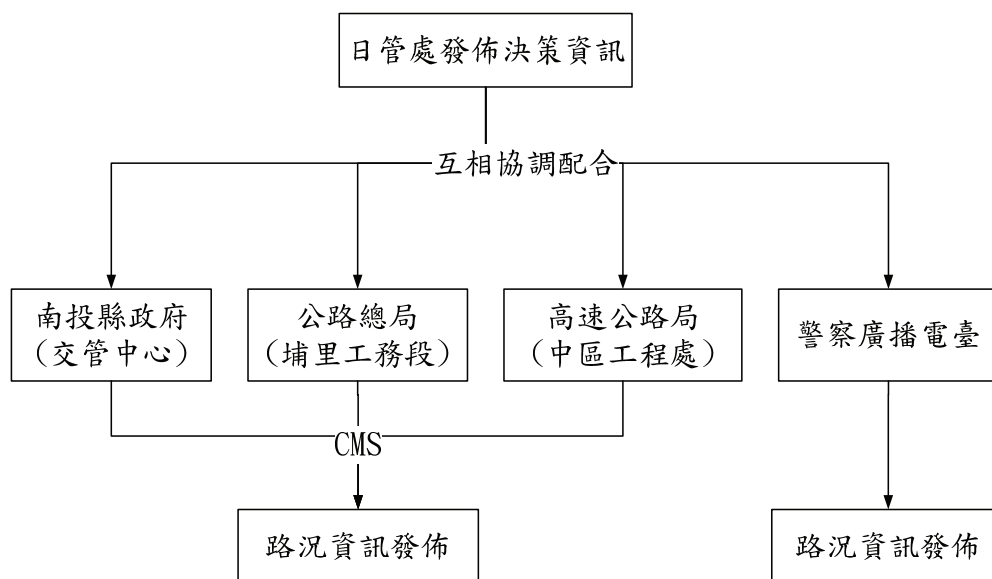 日管處發佈決策資訊
互相協調配合
南投縣政府
(交管中心)
公路總局
(埔里工務段)
高速公路局
(中區工程處)
警察廣播電臺
CMS
路況資訊發佈
路況資訊發佈